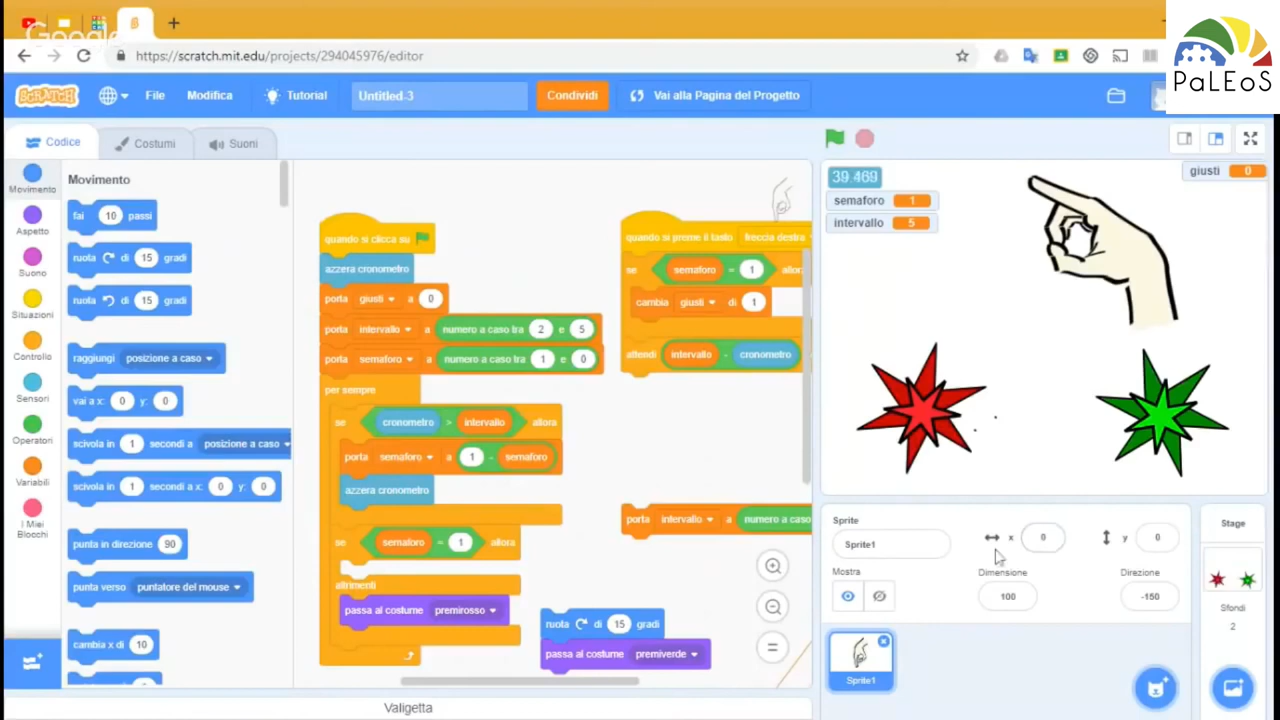 https://scratch.mit.edu/projects/294045976/editor
PaLEoS
SCRATCH
File
Modifica
Tutorial
Untitled-3
Condividi
Vai alla Pagina del Progetto
Codice
Costumi
Suoni
Movimento
Aspetto
Suono
Situazioni
Controllo
Sensori
Operatori
Variabili
I Miei
Blocchi
Movimento
fai 10 passi
ruota di 15 gradi
ruota di 15 gradi
raggiungi posizione a caso
vai a x: 0 y: 0
scivola in 1 secondi a posizione a caso
scivola in 1 secondi a x: 0 y: 0
punta in direzione 90
punta verso puntatore del mouse
cambia x di 10
quando si clicca su
azzera cronometro
porta giusti a 0
porta intervallo a numero a caso tra 2 e 5
porta semaforo a numero a caso tra 1 e 0
per sempre
se cronometro > intervallo allora
porta semaforo a 1 - semaforo
azzera cronometro
se semaforo = 1 allora
altrimenti
passa al costume premirosso
quando si preme il tasto freccia destra
se semaforo = 1 allora
cambia giusti di 1
attendi intervallo - cronometro
porta intervallo a numero a caso
ruota di 15 gradi
passa al costume premiverde
Valigetta
39.469
semaforo 1
intervallo 5
giusti 0
Sprite
Sprite1
x 0
y 0
Mostra
Dimensione
100
Direzione
-150
Sprite1
Stage
Sfondi
2